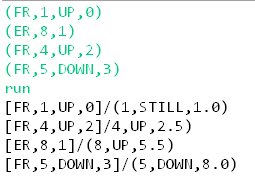 (FR,1,UP,0)
(ER,8,1)
(FR,4,UP,2)
(FR,5,DOWN,3)
run
[FR,1,UP,0]/(1,STILL,1.0)
[FR,4,UP,2]/4,UP,2.5)
[ER,8,1]/(8,UP,5.5)
[FR,5,DOWN,3]/(5,DOWN,8.0)